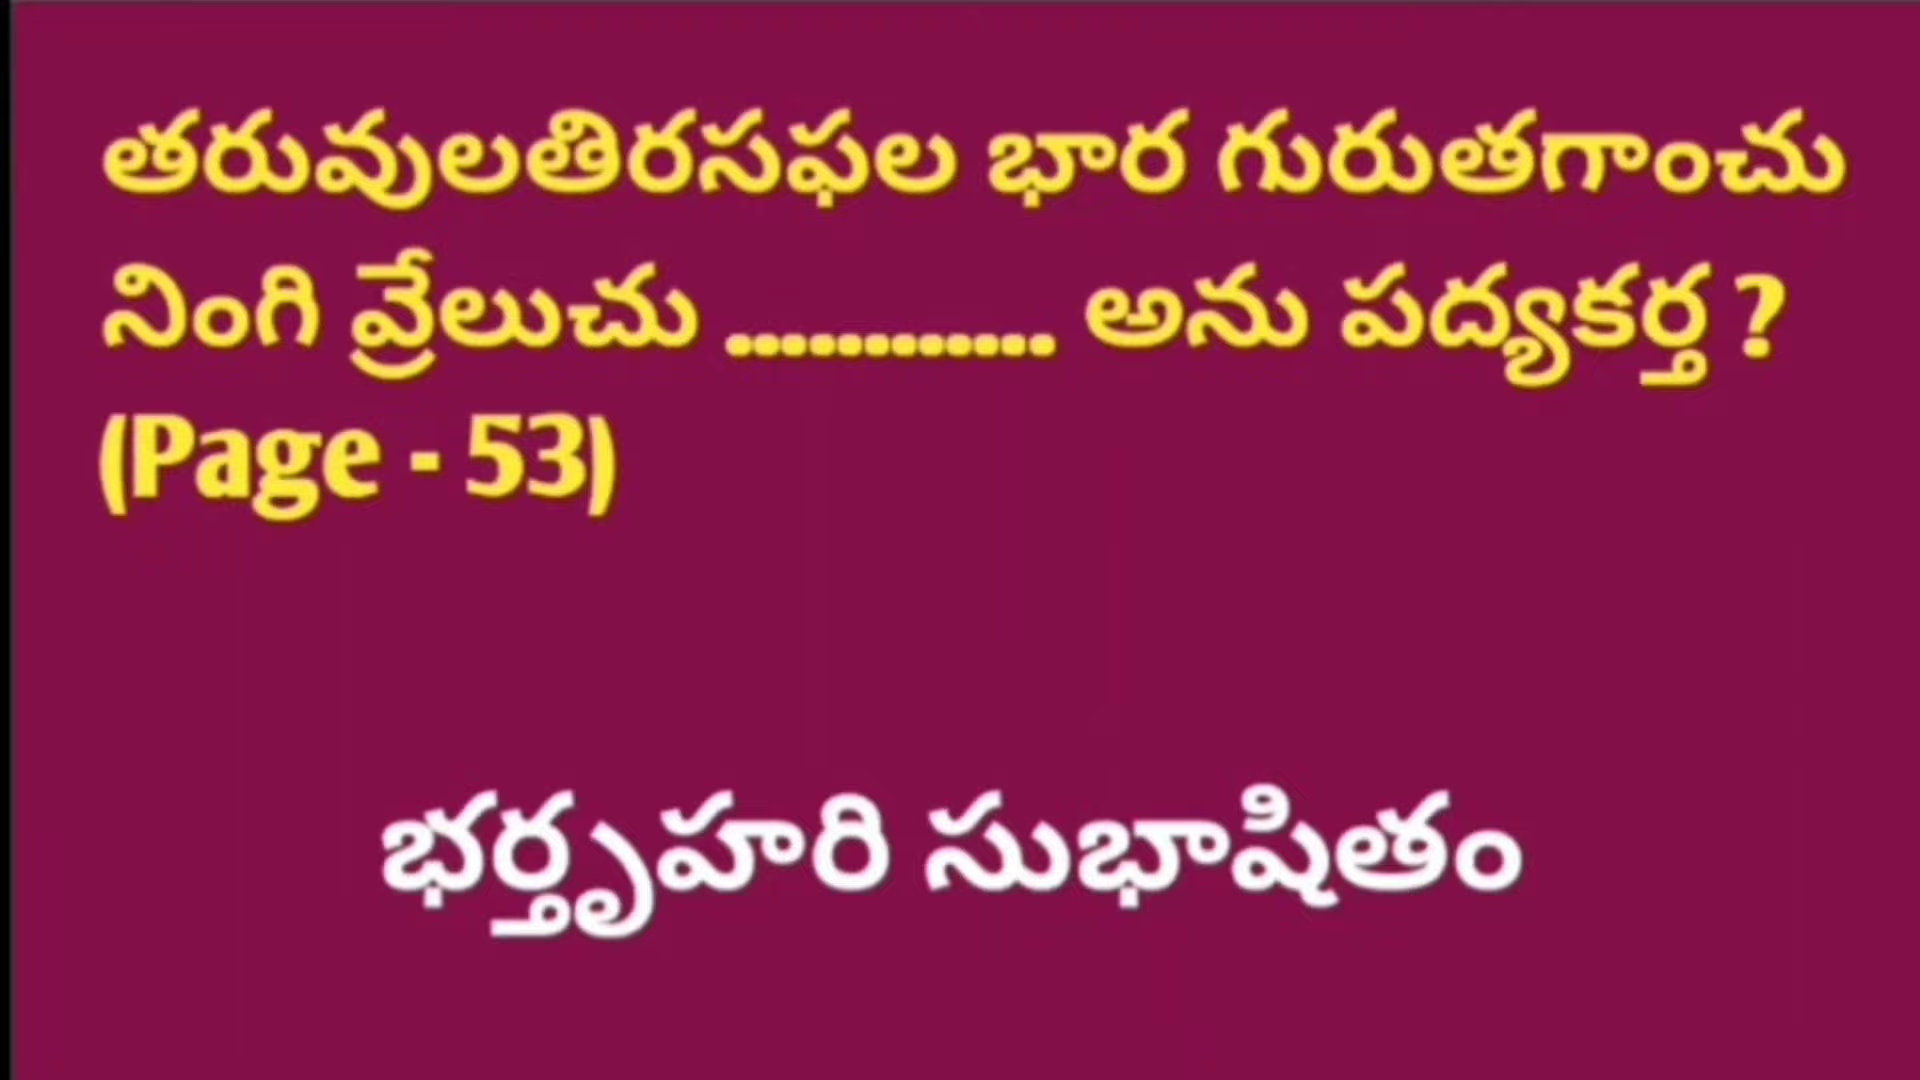 తరువులతిరసఫల భార గురుతగాంచు
నింగి వ్రేలుచు ............ అను పద్యకర్త ?
(Page - 53)
భర్తృహరి సుభాషితం